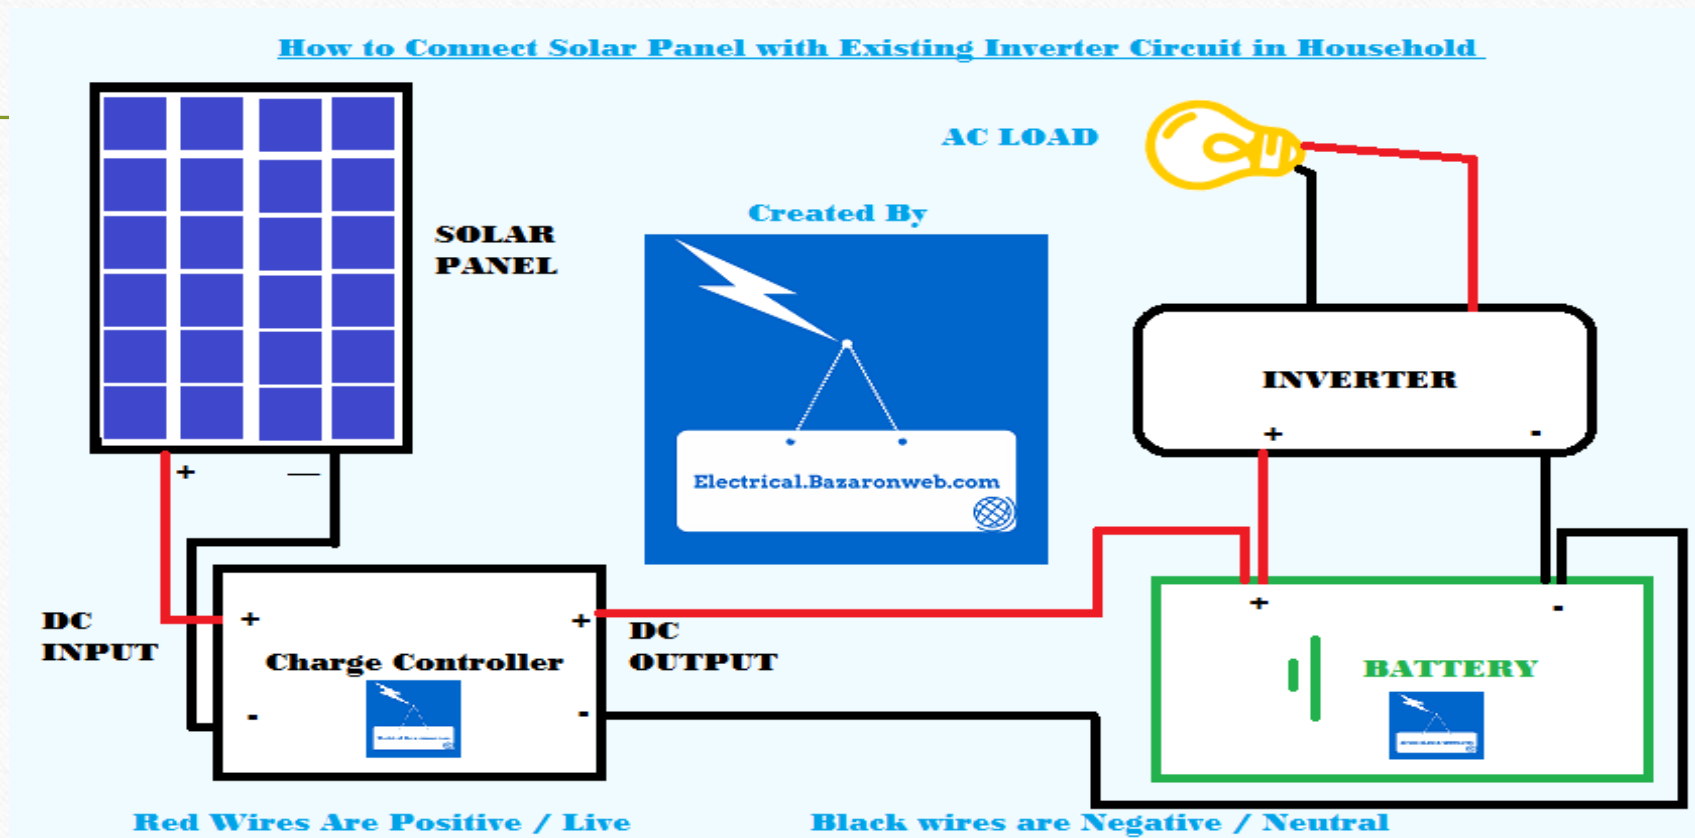 How to Connect Solar Panel with Existing Inverter Circuit in Household
AC LOAD
Created By
SOLAR
PANEL
Electrical.Bazaronweb.com
INVERTER
+ -
+ —
DC
INPUT
+ +
Charge Controller
- -
DC
OUTPUT
+ -
BATTERY
Red Wires Are Positive / Live
Black wires are Negative / Neutral